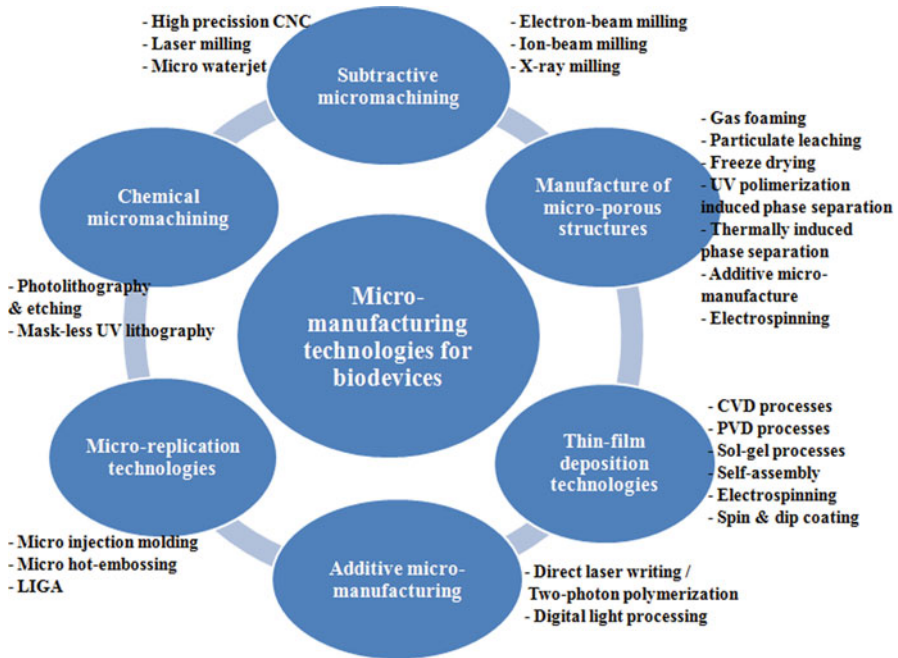 - High precission CNC
- Laser milling
- Micro waterjet
- Electron-beam milling
- Ion-beam milling
- X-ray milling
Subtractive
micromachining
- Gas foaming
- Particulate leaching
- Freeze drying
- UV polimerization
induced phase separation
- Thermally induced
phase separation
- Additive micro-
manufacture
- Electrospinning
Manufacture of
micro-porous
structures
Chemical
micromachining
- Photolithography
& etching
- Mask-less UV lithography
Micro-
manufacturing
technologies for
biodevices
Micro-replication
technologies
- Micro injection molding
- Micro hot-embossing
- LIGA
Thin-film
deposition
technologies
- CVD processes
- PVD processes
- Sol-gel processes
- Self-assembly
- Electrospinning
- Spin & dip coating
Additive micro-
manufacturing
- Direct laser writing /
Two-photon polymerization
- Digital light processing